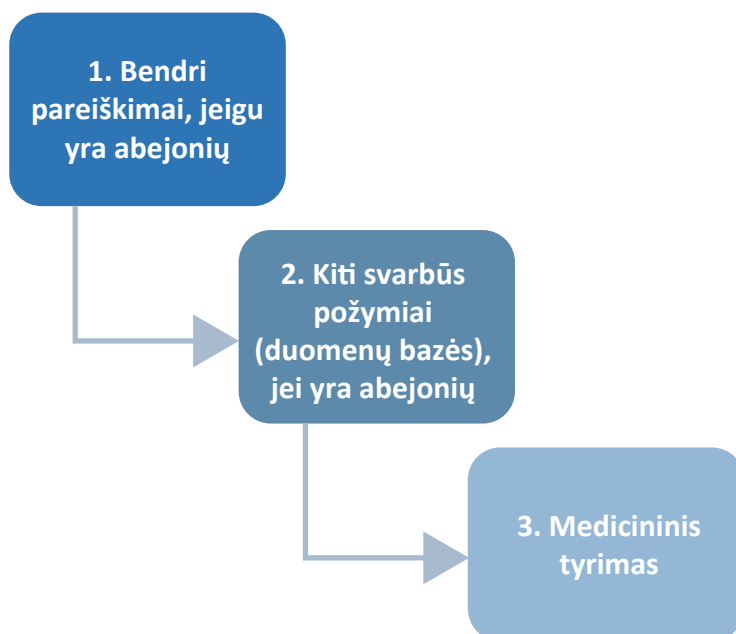 1. Bendri
pareiškimai, jeigu
yra abejonių
2. Kiti svarbūs
požymiai
(duomenų bazės),
jei yra abejonių
3. Medicininis
tyrimas